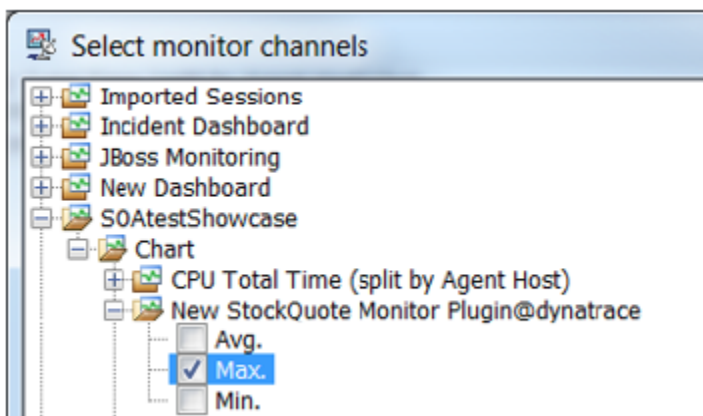 Select monitor channels
Imported Sessions
Incident Dashboard
JBoss Monitoring
New Dashboard
SOAtestShowcase
Chart
CPU Total Time (split by Agent Host)
New StockQuote Monitor Plugin@dynatrace
Avg.
Max.
Min.